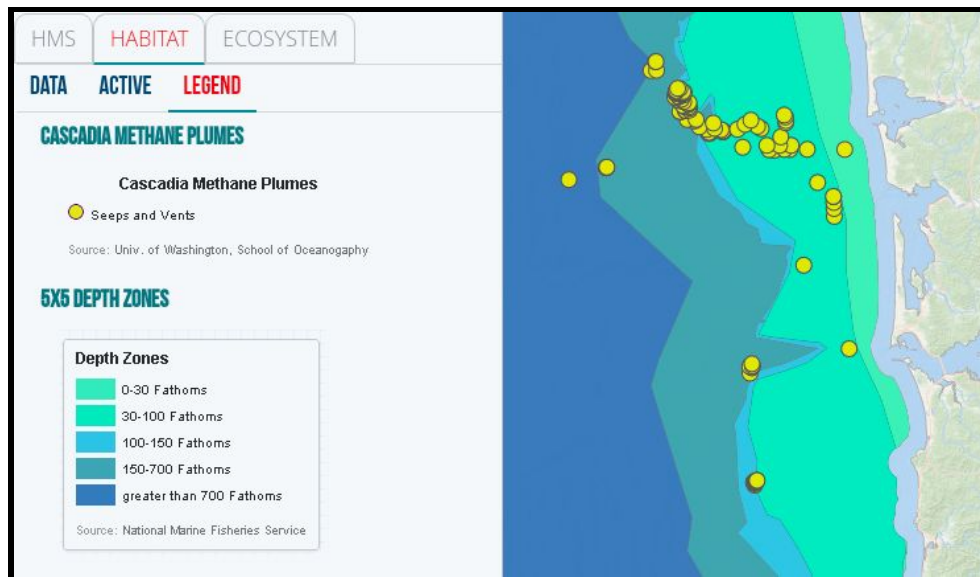 HMS HABITAT ECOSYSTEM
DATA ACTIVE LEGEND
CASCADIA METHANE PLUMES
Cascadia Methane Plumes
Seeps and Vents
Source: Univ. of Washington, School of Oceanogaphy
5X5 DEPTH ZONES
Depth Zones
0-30 Fathoms
30-100 Fathoms
100-150 Fathoms
150-700 Fathoms
greater than 700 Fathoms
Source: National Marine Fisheries Service